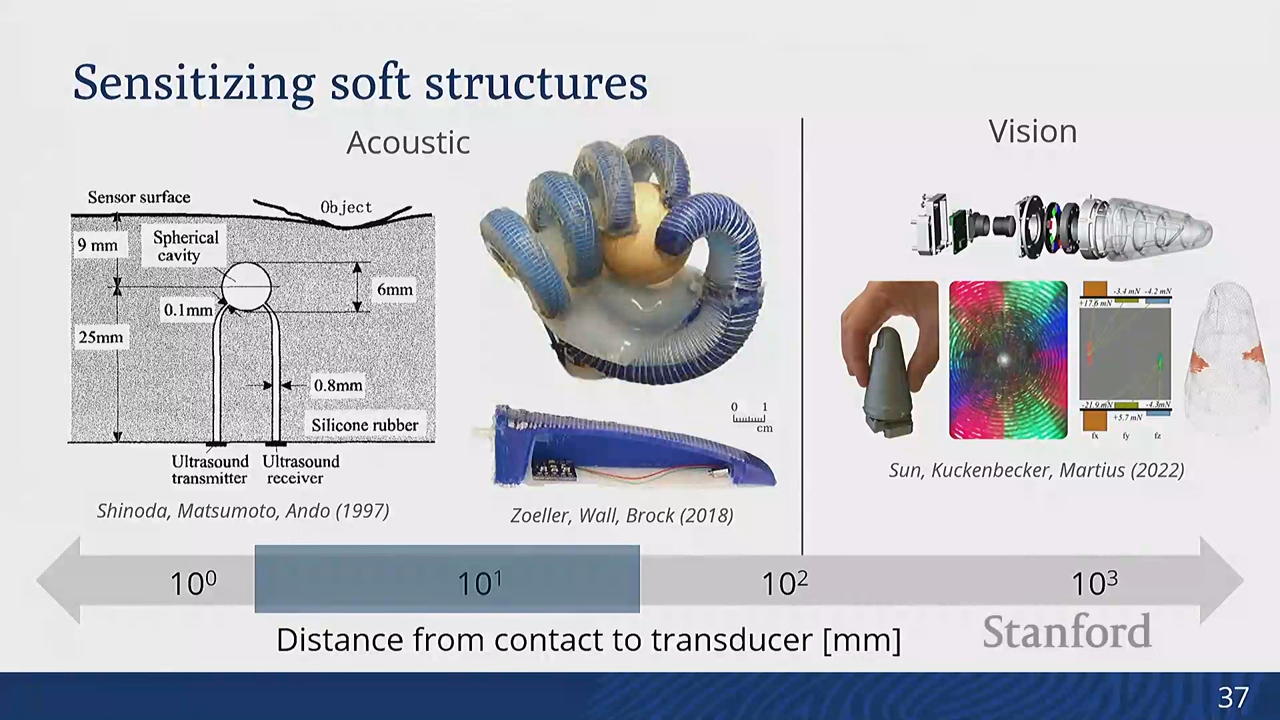 Sensitizing soft structures
Acoustic
Sensor surface
Object
9 mm
Spherical
cavity
6mm
0.1mm
25mm
0.8mm
Silicone rubber
Ultrasound
transmitter
Ultrasound
receiver
Shinoda, Matsumoto, Ando (1997)
0 1
cm
Zoeller, Wall, Brock (2018)
Vision
-3.4 mN -4.2 mN
+17.6 mN
-21.9 mN -4.3mN
+5.7 mN
fx fy fz
Sun, Kuckenbecker, Martius (2022)
10⁰ 10¹ 10² 10³
Distance from contact to transducer [mm]
Stanford
37